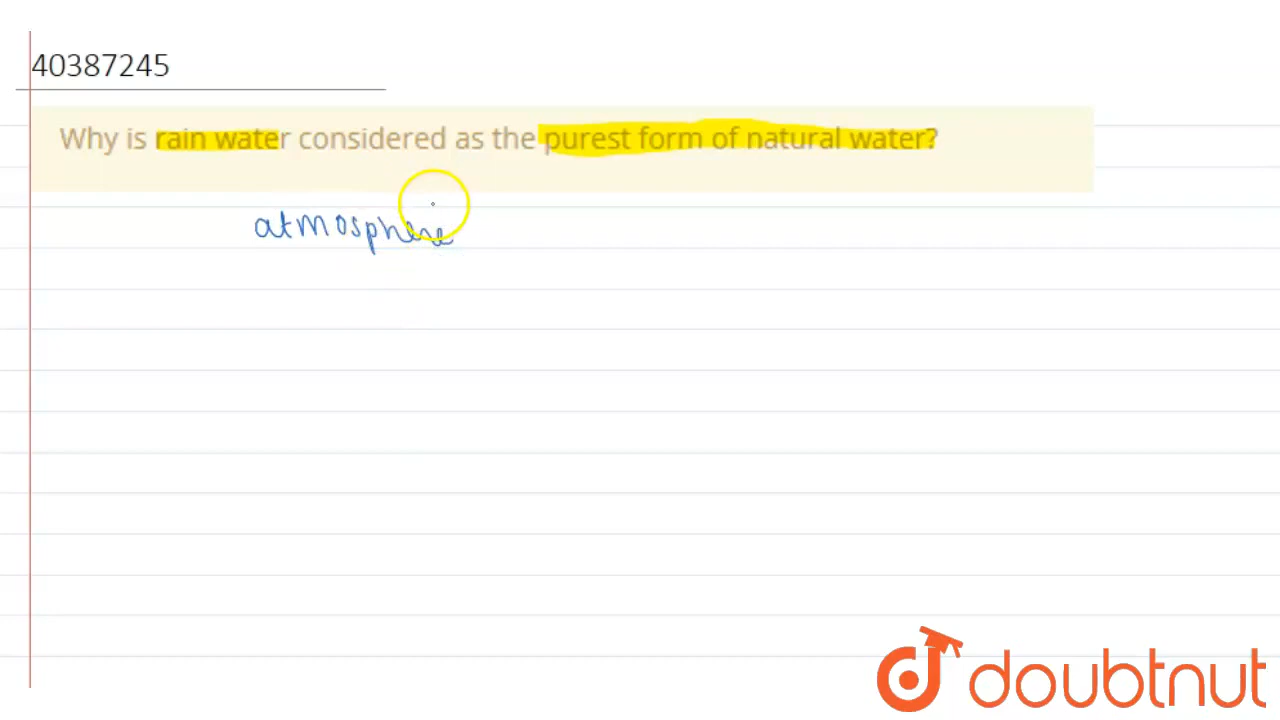 40387245
Why is rain water considered as the purest form of natural water?
atmosphere
doubtnut